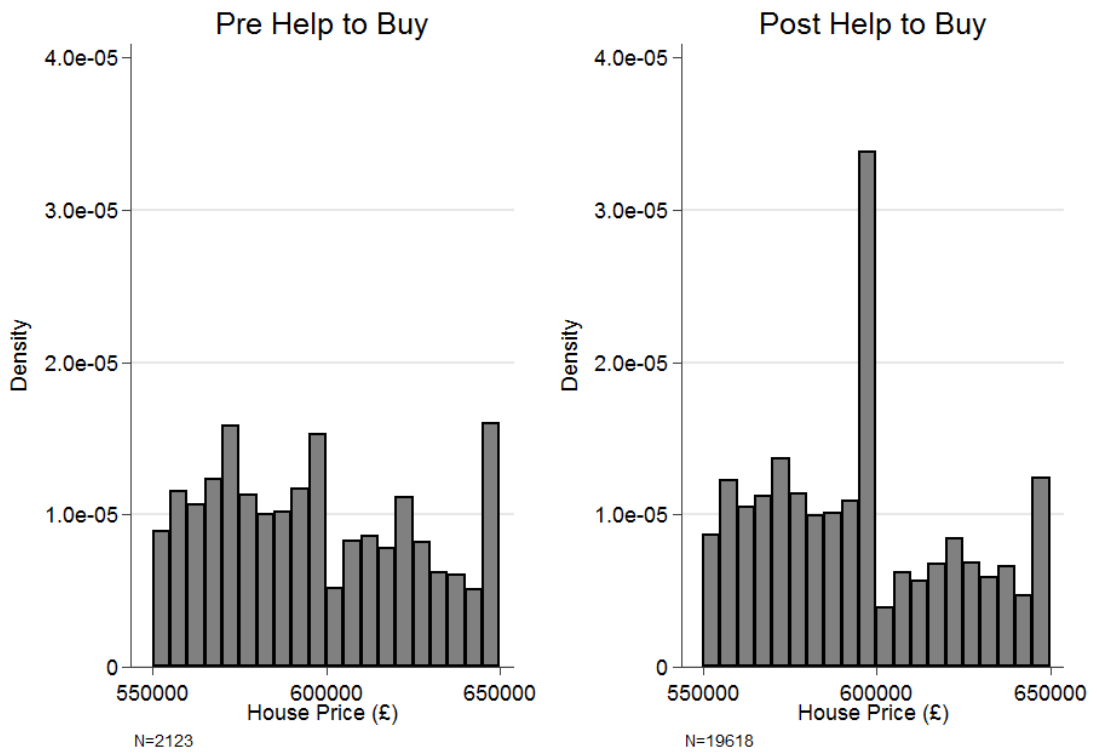 Pre Help to Buy
4.0e-05
3.0e-05
2.0e-05
1.0e-05
0
Density
550000 600000 650000
House Price (£)
N=2123
Post Help to Buy
4.0e-05
3.0e-05
2.0e-05
1.0e-05
0
Density
550000 600000 650000
House Price (£)
N=19618